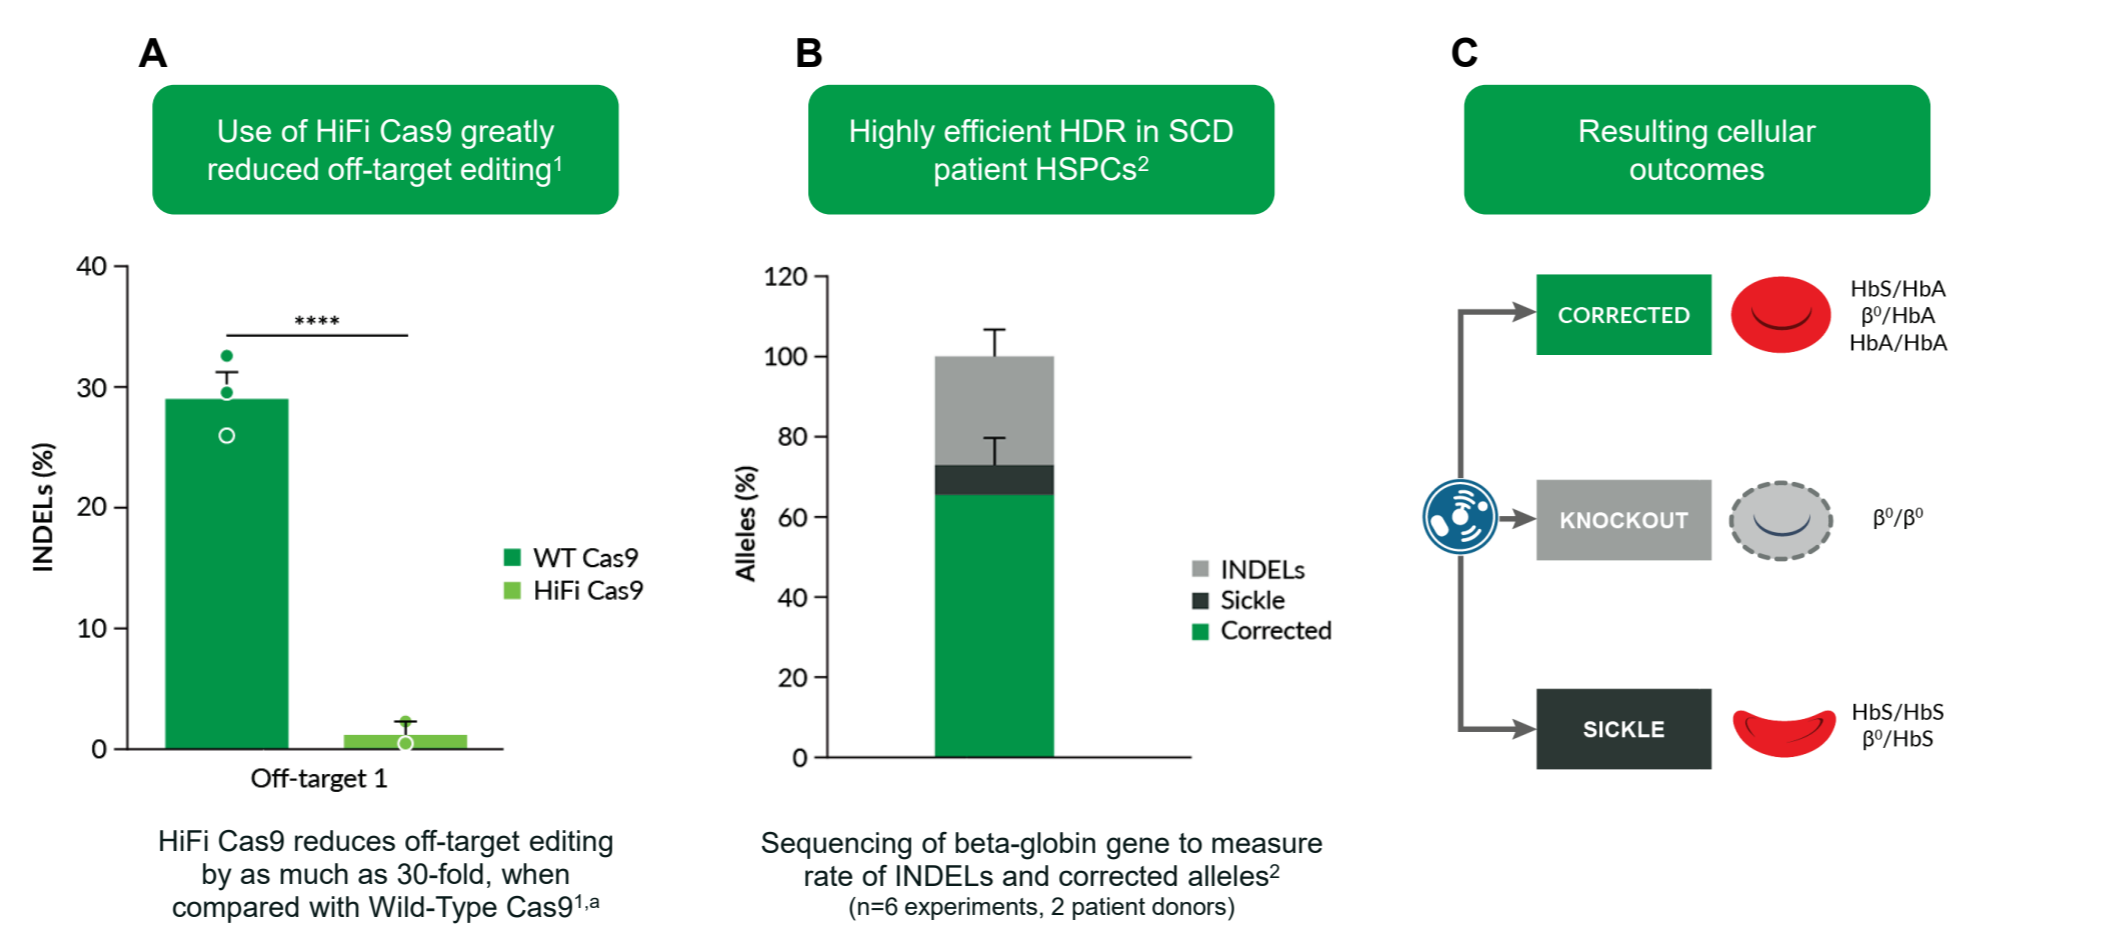 A
Use of HiFi Cas9 greatly
reduced off-target editing¹
40
30
20
10
0
INDELs (%)
****
WT Cas9
HiFi Cas9
Off-target 1
HiFi Cas9 reduces off-target editing
by as much as 30-fold, when
compared with Wild-Type Cas9¹,ᵃ
B
Highly efficient HDR in SCD
patient HSPCs²
120
100
80
60
40
20
0
Alleles (%)
INDELs
Sickle
Corrected
Sequencing of beta-globin gene to measure
rate of INDELs and corrected alleles²
(n=6 experiments, 2 patient donors)
C
Resulting cellular
outcomes
CORRECTED
HbS/HbA
β⁰/HbA
HbA/HbA
KNOCKOUT
β⁰/β⁰
SICKLE
HbS/HbS
β⁰/HbS